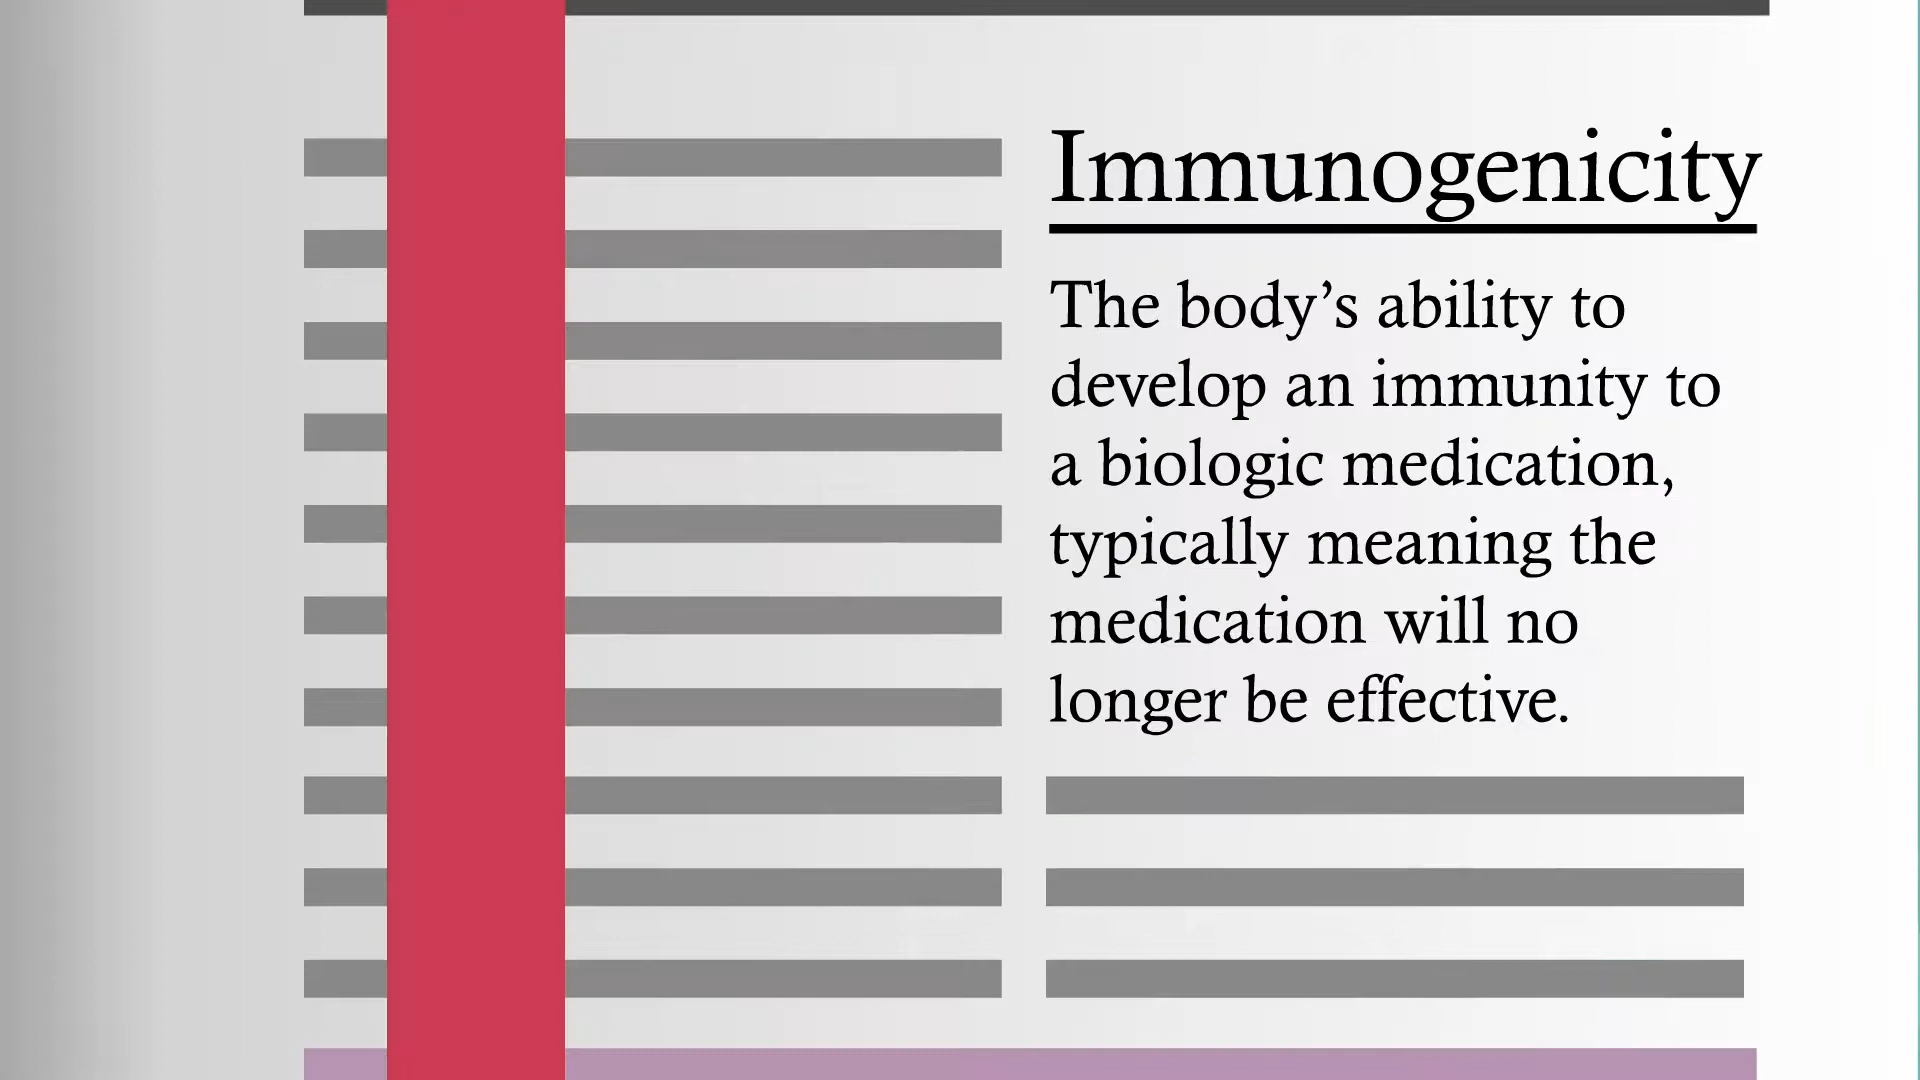 Immunogenicity
The body’s ability to
develop an immunity to
a biologic medication,
typically meaning the
medication will no
longer be effective.